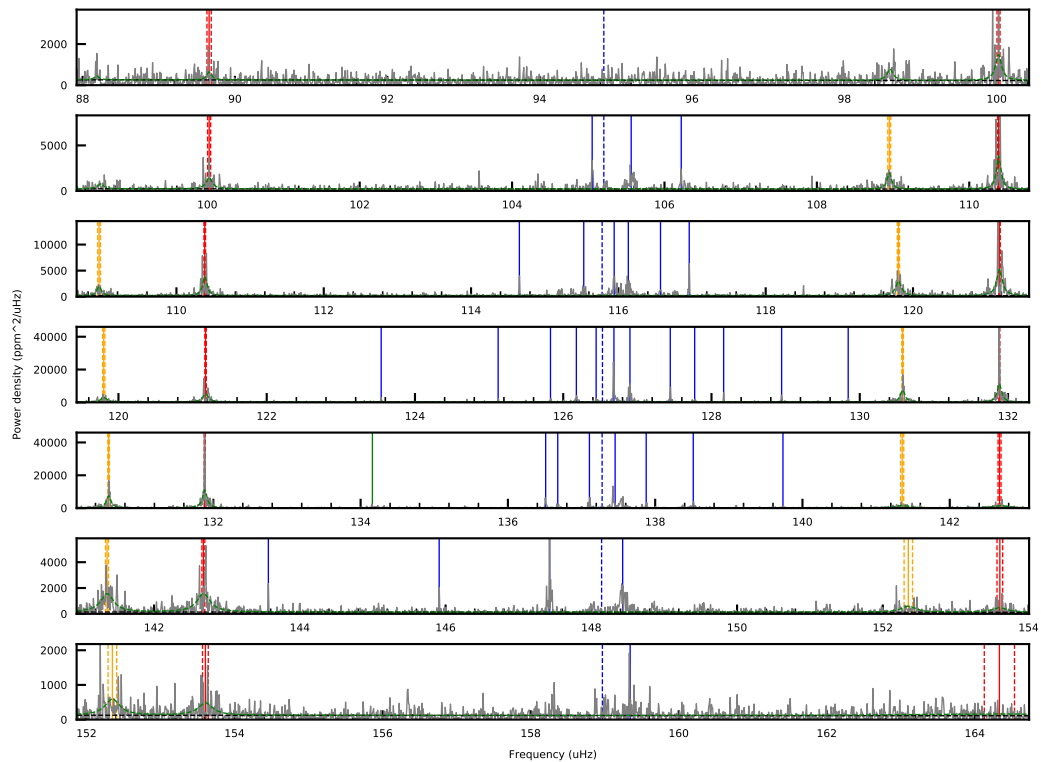 2000
0
88 90 92 94 96 98 100
5000
0
100 102 104 106 108 110
10000
5000
0
110 112 114 116 118 120
Power density (ppm^2/uHz)
40000
20000
0
120 122 124 126 128 130 132
40000
20000
0
132 134 136 138 140 142
4000
2000
0
142 144 146 148 150 152 154
2000
1000
0
152 154 156 158 160 162 164
Frequency (uHz)